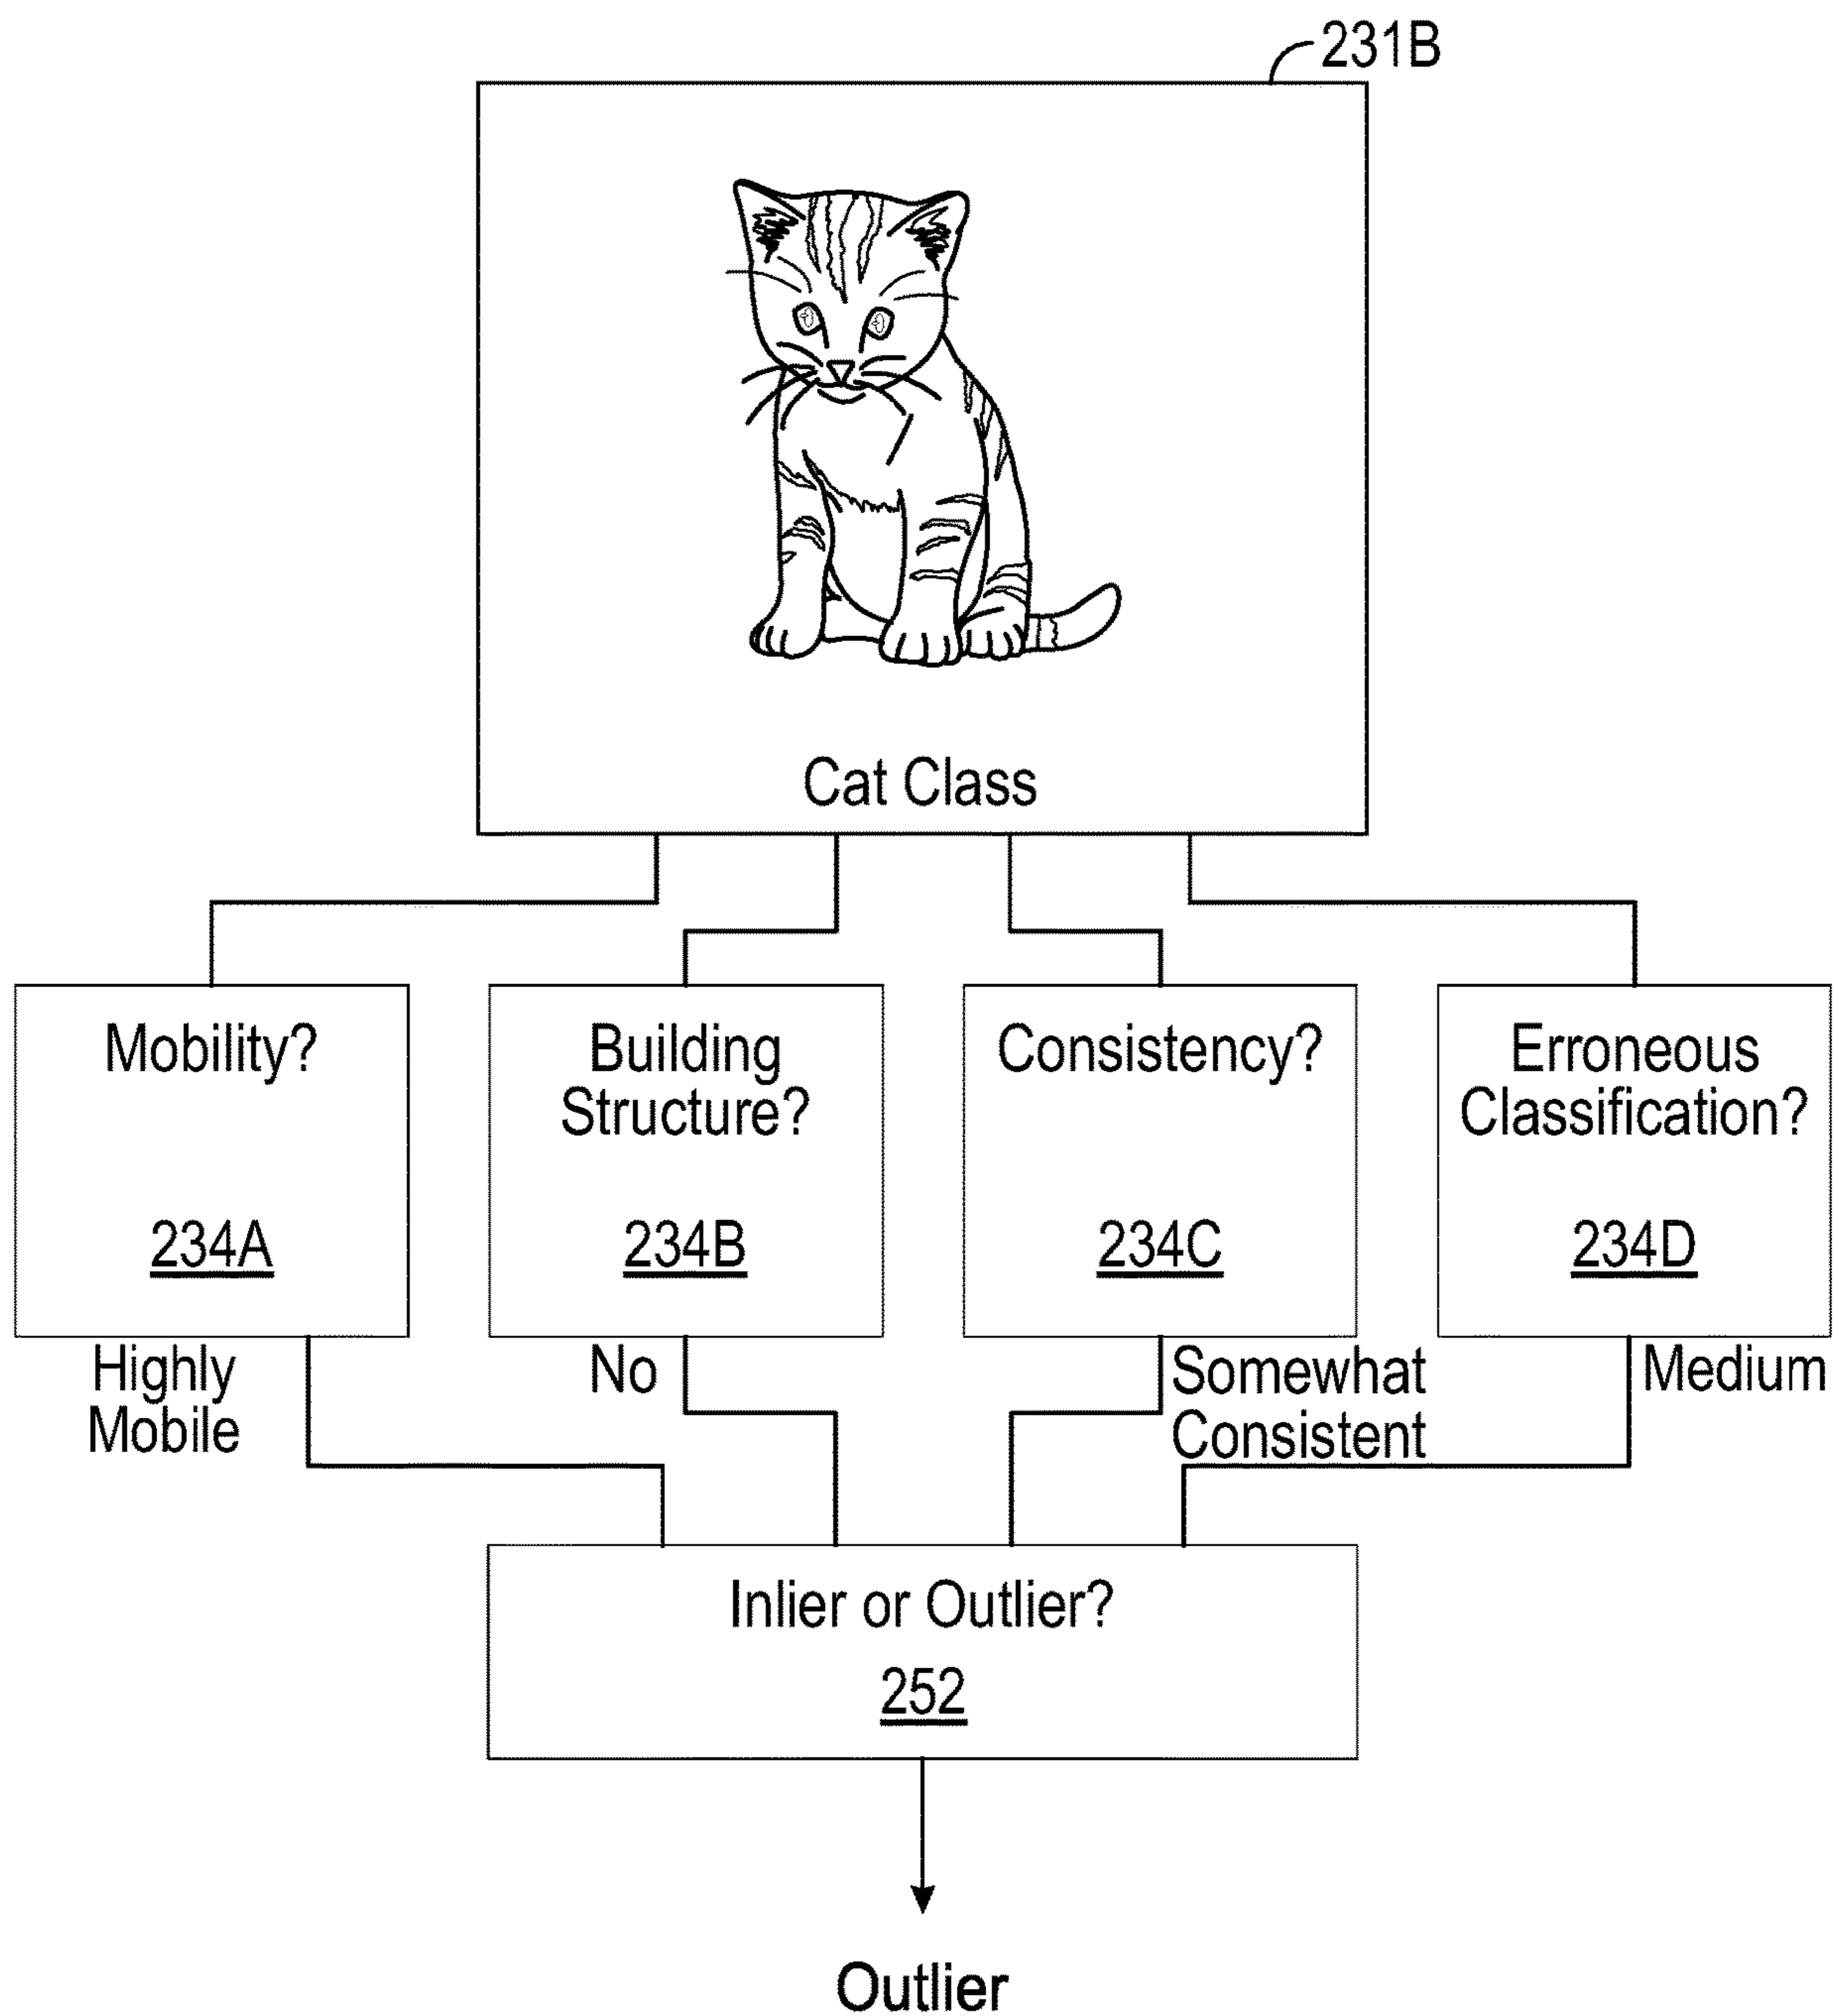 231B
Cat Class
Mobility?
234A
Building
Structure?
234B
Consistency?
234C
Erroneous
Classification?
234D
Highly
Mobile
No
Somewhat
Consistent
Medium
Inlier or Outlier?
252
Outlier